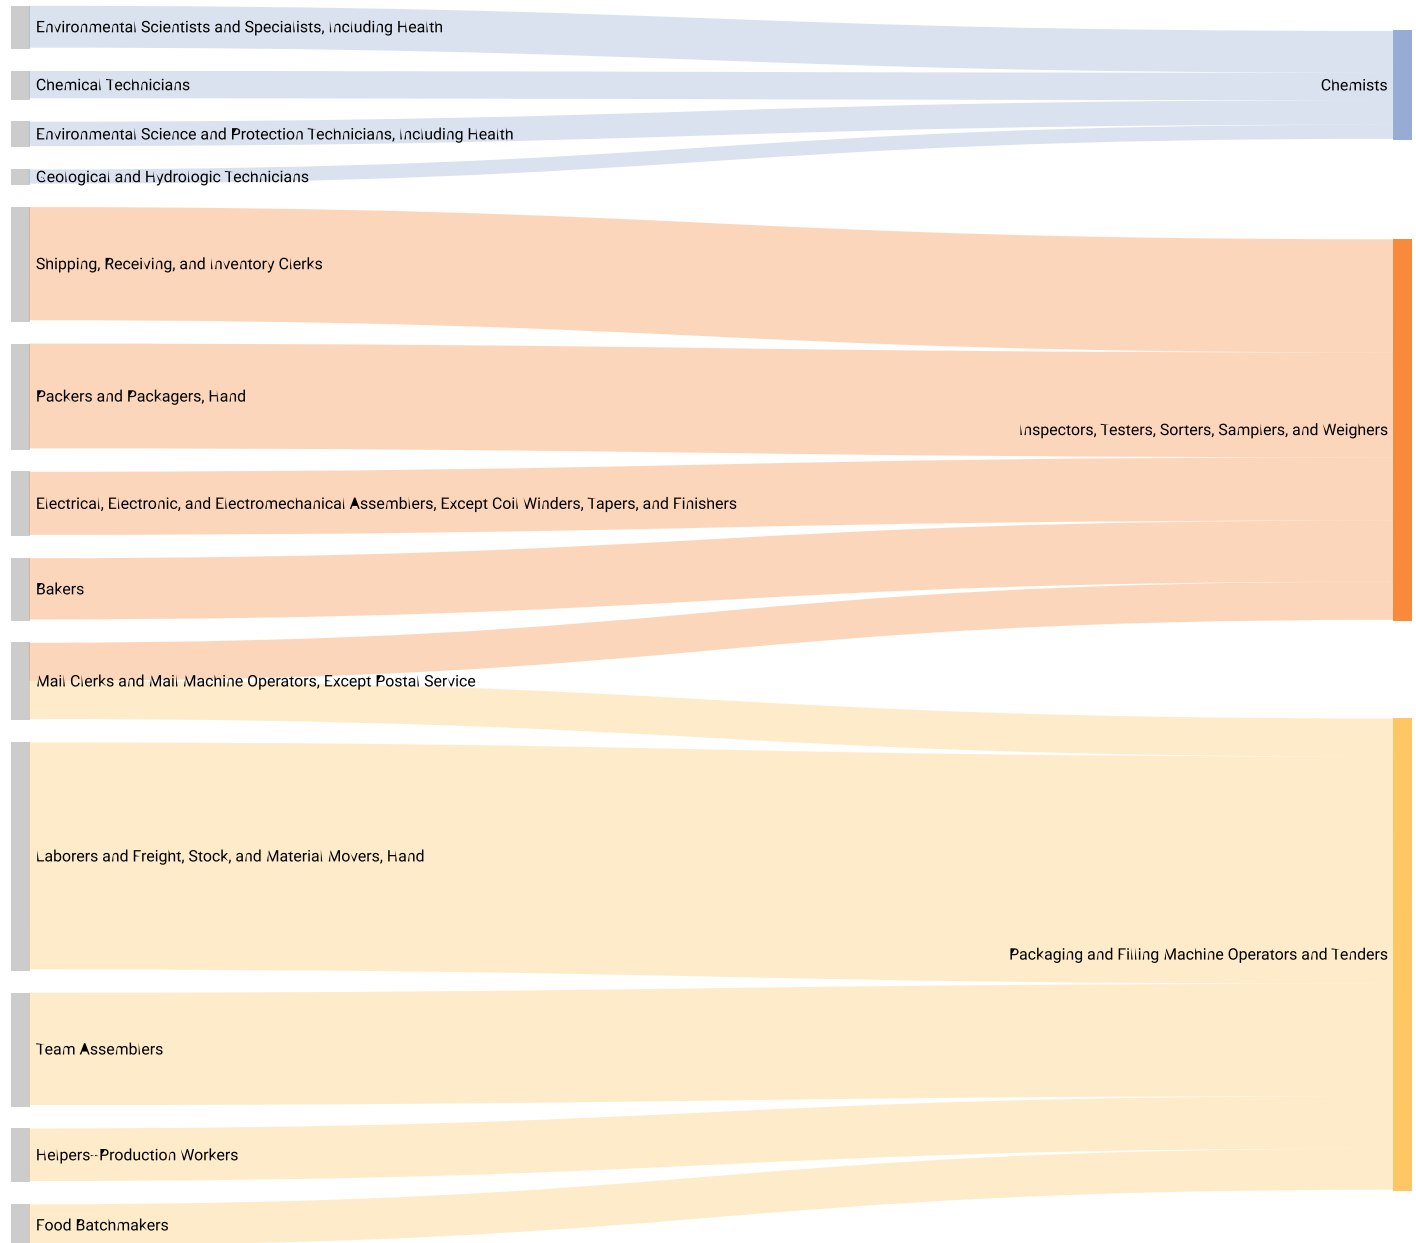 Environmental Scientists and Specialists, Including Health
Chemical Technicians
Chemists
Environmental Science and Protection Technicians, Including Health
Geological and Hydrologic Technicians
Shipping, Receiving, and Inventory Clerks
Packers and Packagers, Hand
Inspectors, Testers, Sorters, Samplers, and Weighers
Electrical, Electronic, and Electromechanical Assemblers, Except Coil Winders, Tapers, and Finishers
Bakers
Mail Clerks and Mail Machine Operators, Except Postal Service
Laborers and Freight, Stock, and Material Movers, Hand
Packaging and Filling Machine Operators and Tenders
Team Assemblers
Helpers--Production Workers
Food Batchmakers